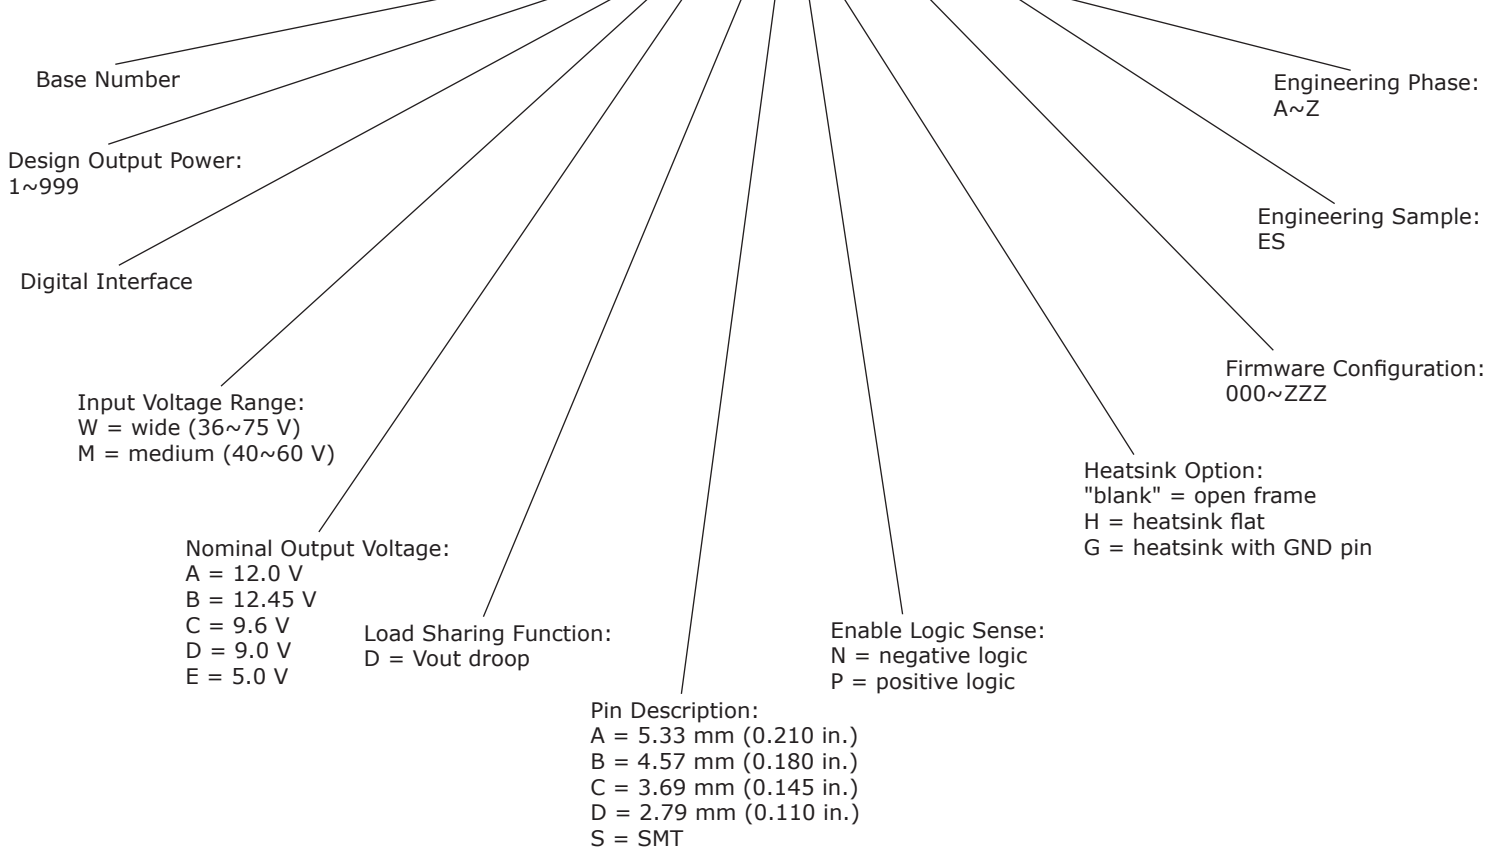 Base Number
Design Output Power:
1~999
Digital Interface
Input Voltage Range:
W = wide (36~75 V)
M = medium (40~60 V)
Nominal Output Voltage:
A = 12.0 V
B = 12.45 V
C = 9.6 V
D = 9.0 V
E = 5.0 V
Load Sharing Function:
D = Vout droop
Pin Description:
A = 5.33 mm (0.210 in.)
B = 4.57 mm (0.180 in.)
C = 3.69 mm (0.145 in.)
D = 2.79 mm (0.110 in.)
S = SMT
Enable Logic Sense:
N = negative logic
P = positive logic
Heatsink Option:
"blank" = open frame
H = heatsink flat
G = heatsink with GND pin
Firmware Configuration:
000~ZZZ
Engineering Sample:
ES
Engineering Phase:
A~Z